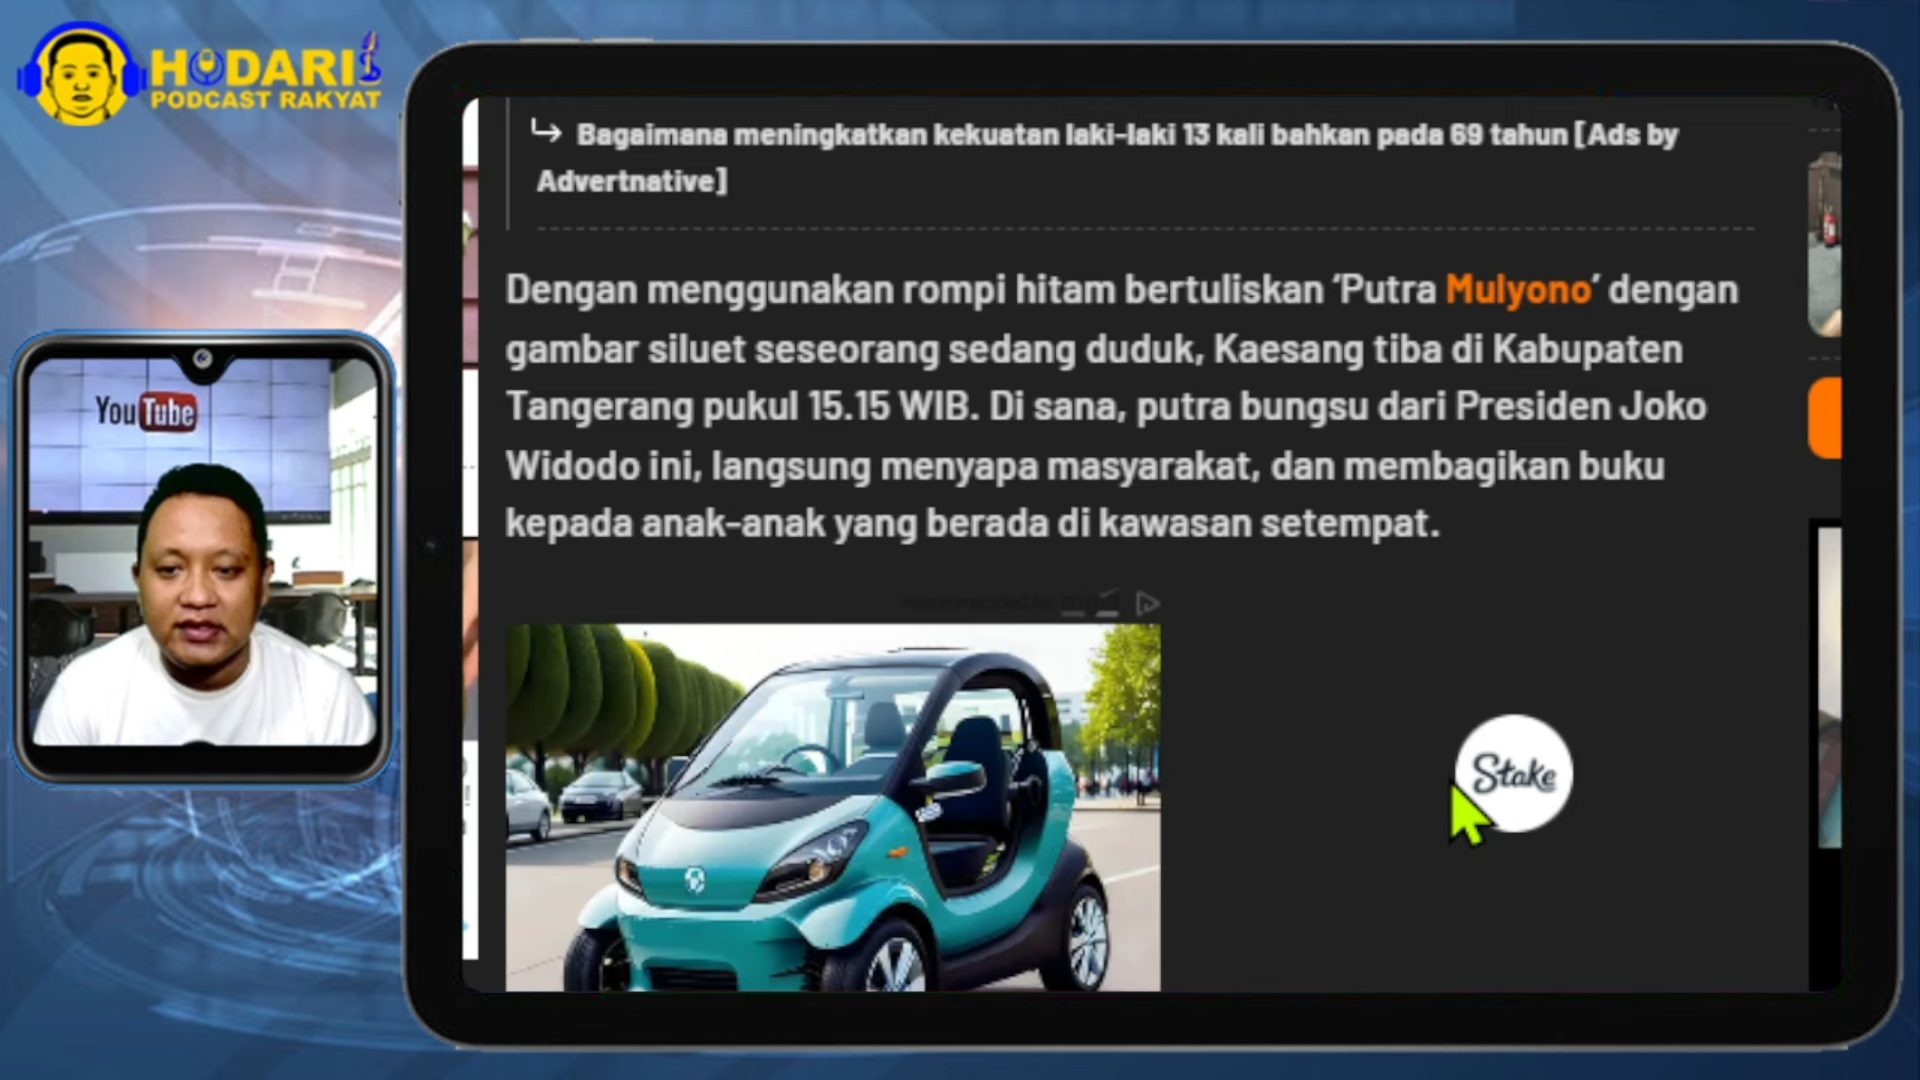 HODARI
PODCAST RAKYAT
YouTube
Bagaimana meningkatkan kekuatan laki-laki 13 kali bahkan pada 69 tahun [Ads by
Advertnative]
Dengan menggunakan rompi hitam bertuliskan ‘Putra Mulyono’ dengan
gambar siluet seseorang sedang duduk, Kaesang tiba di Kabupaten
Tangerang pukul 15.15 WIB. Di sana, putra bungsu dari Presiden Joko
Widodo ini, langsung menyapa masyarakat, dan membagikan buku
kepada anak-anak yang berada di kawasan setempat.
recommended by
Stake